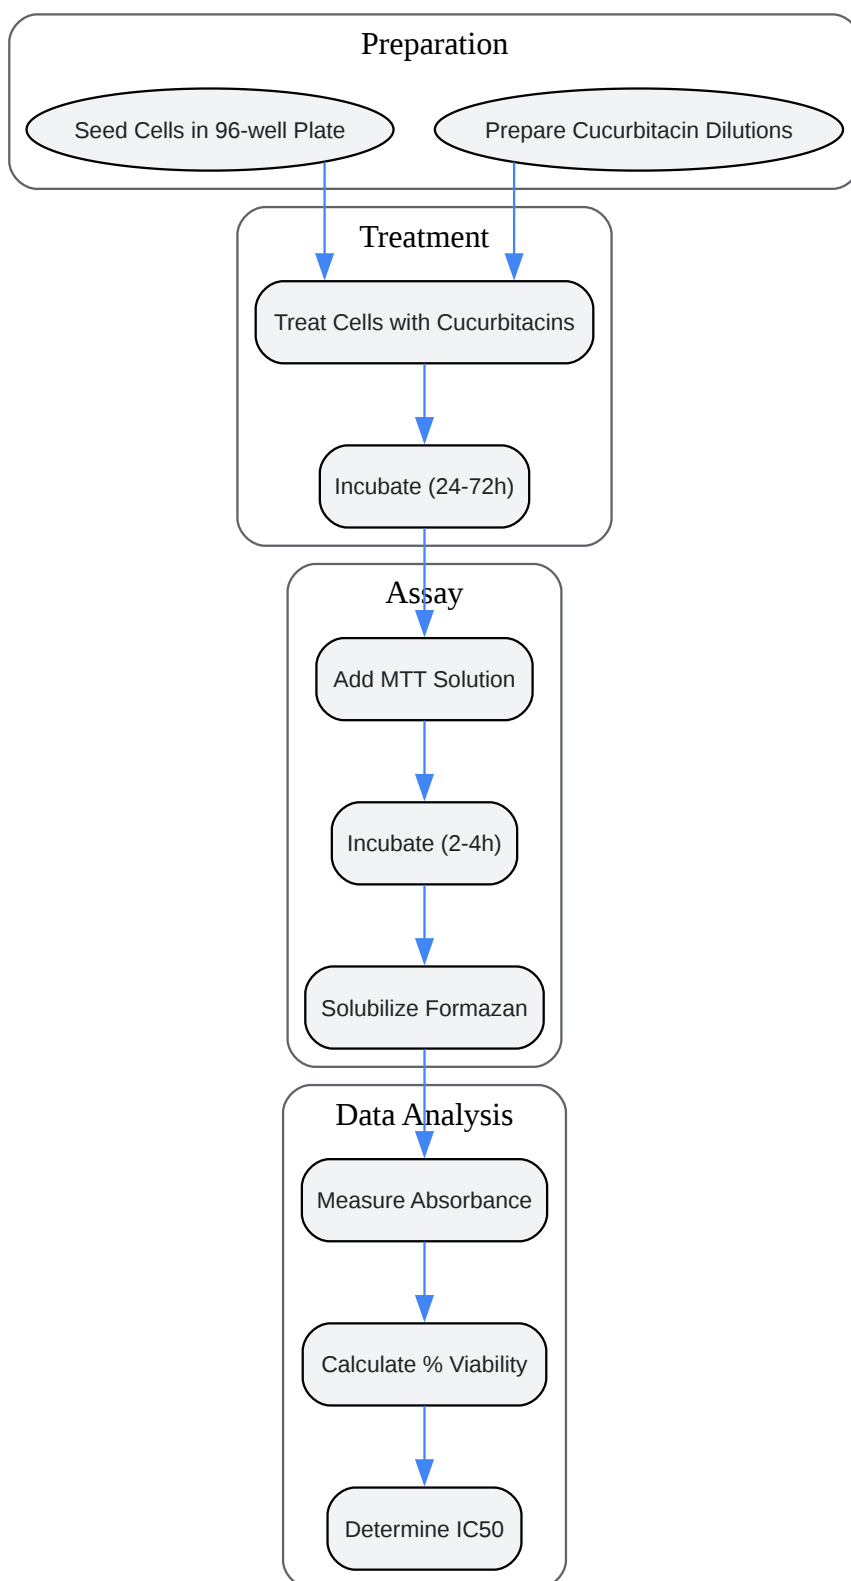 Preparation
Seed Cells in 96-well Plate
Prepare Cucurbitacin Dilutions
Treatment
Treat Cells with Cucurbitacins
Incubate (24-72h)
Assay
Add MTT Solution
Incubate (2-4h)
Solubilize Formazan
Data Analysis
Measure Absorbance
Calculate % Viability
Determine IC50